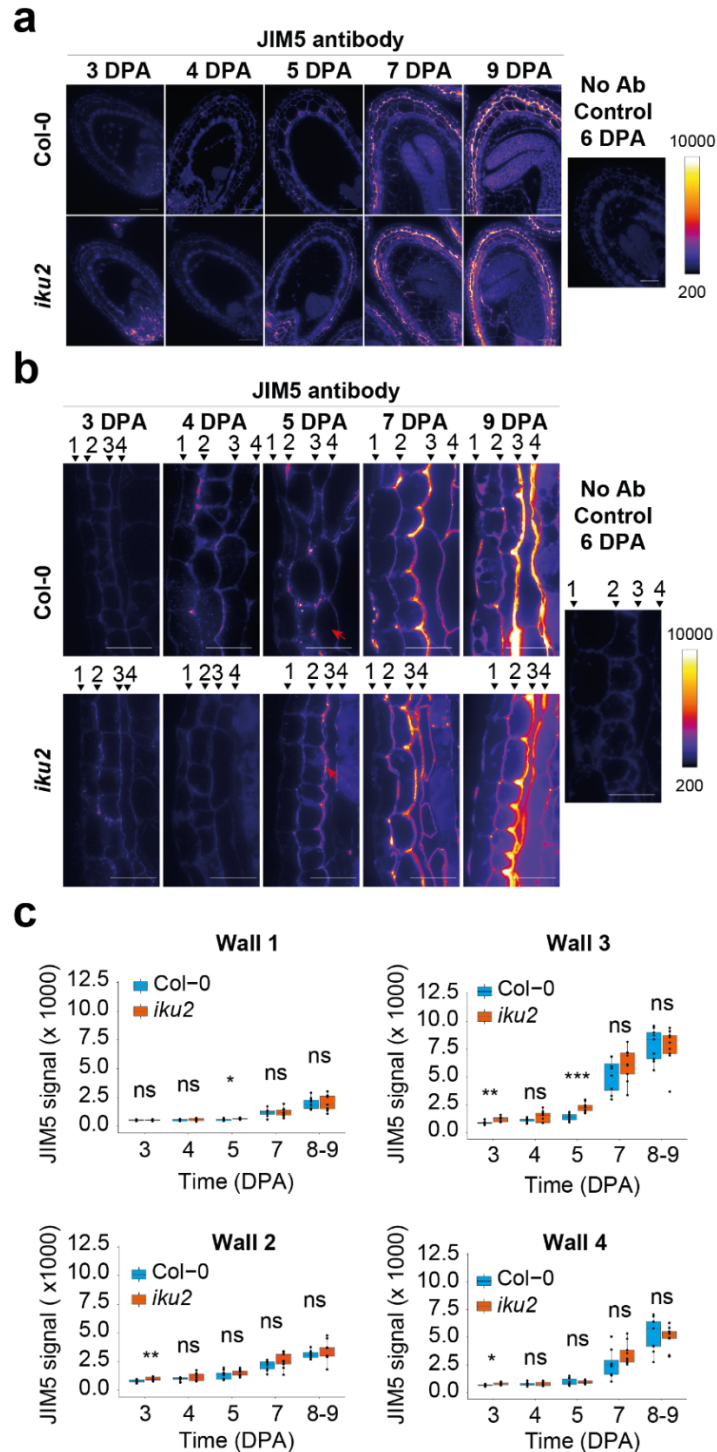 a
JIM5 antibody
3 DPA 4 DPA 5 DPA 7 DPA 9 DPA
No Ab
Control
6 DPA
Col-0
iku2
10000
200
b
JIM5 antibody
3 DPA 4 DPA 5 DPA 7 DPA 9 DPA
1 2 3 4 1 2 3 4 1 2 3 4 1 2 3 4 1 2 3 4
No Ab
Control
6 DPA
Col-0
1 2 3 4
10000
200
1 2 3 4 1 2 3 4 1 2 3 4 1 2 3 4 1 2 3 4
iku2
c
Wall 1
JIM5 signal (x 1000)
12.5
10.0
7.5
5.0
2.5
0.0
Col-0
iku2
ns ns * ns ns
3 4 5 7 8-9
Time (DPA)
Wall 3
JIM5 signal (x 1000)
12.5
10.0
7.5
5.0
2.5
0.0
Col-0
iku2
** ns *** ns ns
3 4 5 7 8-9
Time (DPA)
Wall 2
JIM5 signal ( x1000)
12.5
10.0
7.5
5.0
2.5
0.0
Col-0
iku2
** ns ns ns ns
3 4 5 7 8-9
Time (DPA)
Wall 4
JIM5 signal (x 1000)
12.5
10.0
7.5
5.0
2.5
0.0
Col-0
iku2
* ns ns ns ns
3 4 5 7 8-9
Time (DPA)